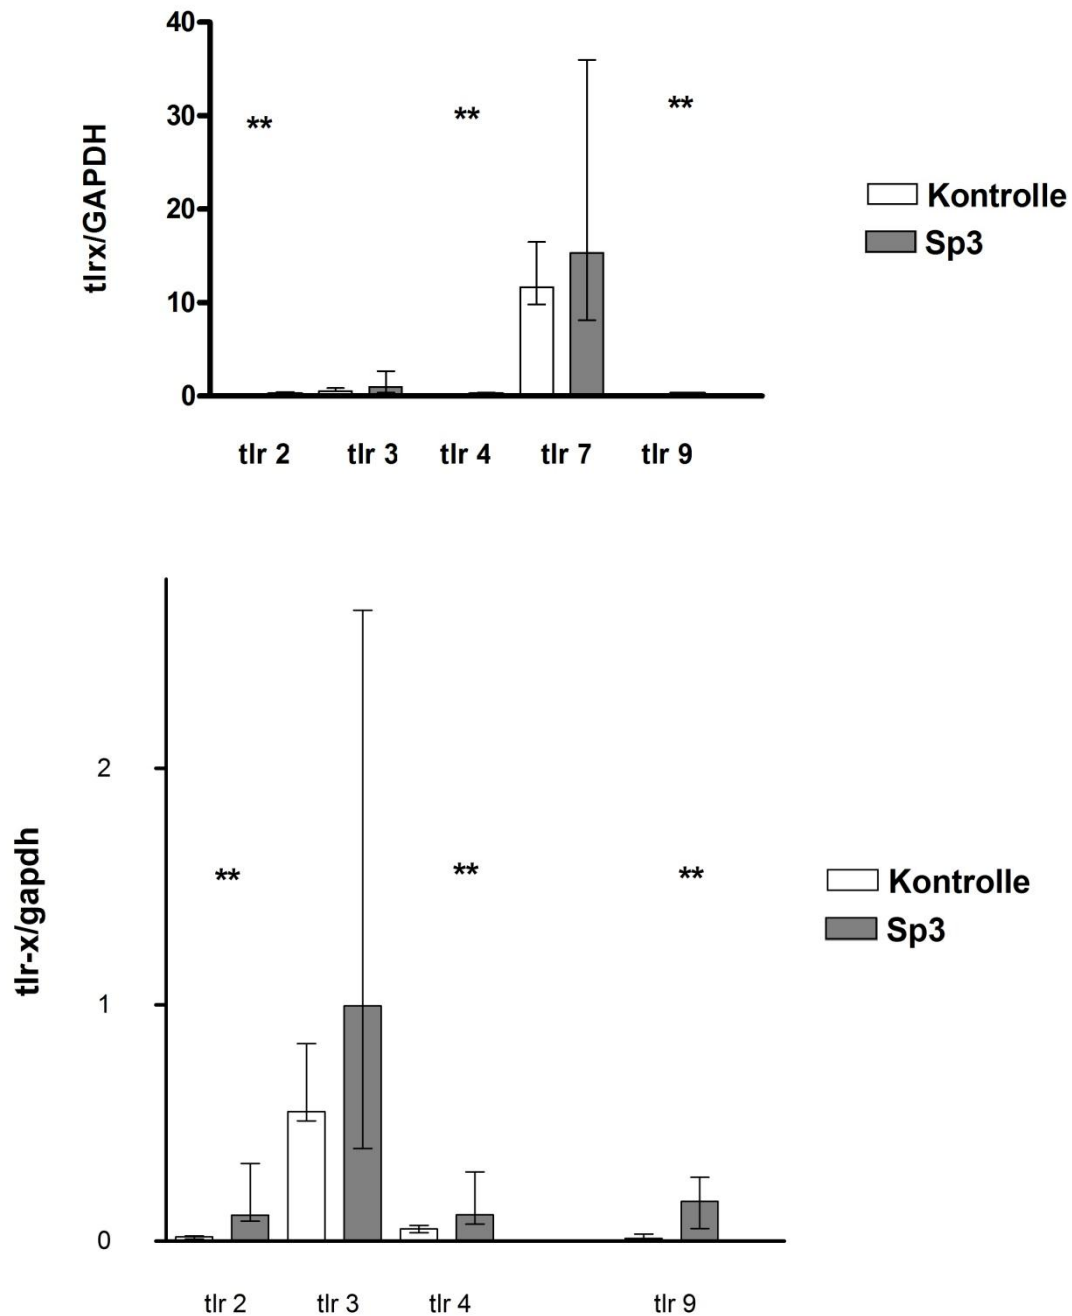 40
30
20
10
0
tlrx/GAPDH
** ** **
Kontrolle
Sp3
tlr 2 tlr 3 tlr 4 tlr 7 tlr 9
2
1
0
tlr-x/gapdh
** ** **
Kontrolle
Sp3
tlr 2 tlr 3 tlr 4 tlr 9